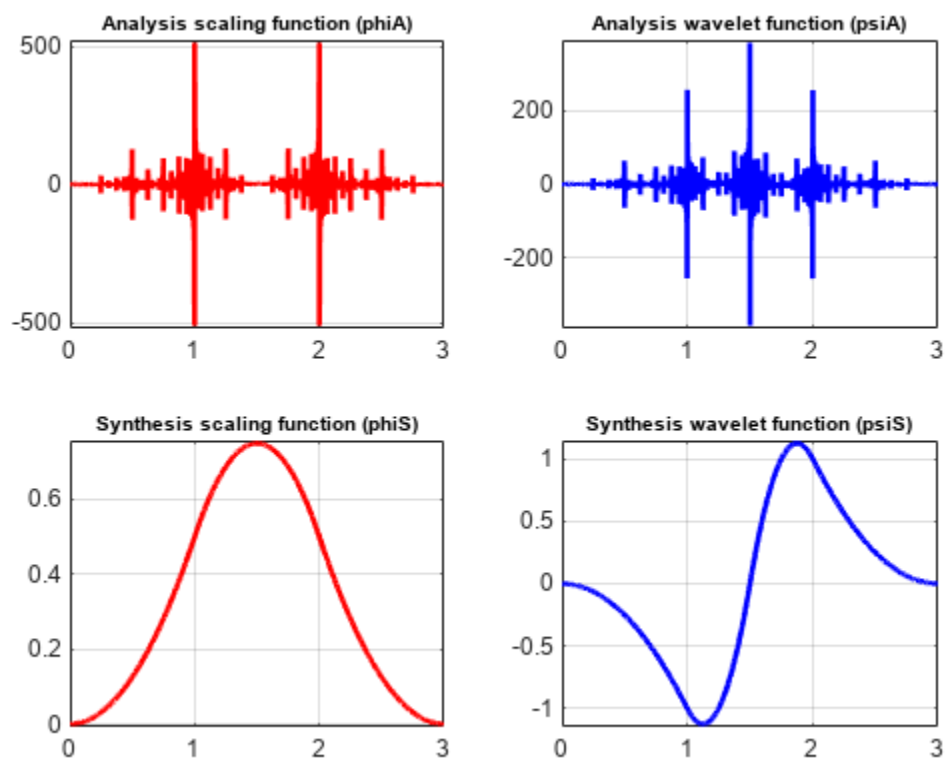 Analysis scaling function (phiA)
500
0
-500
0 1 2 3
Analysis wavelet function (psiA)
200
0
-200
0 1 2 3
Synthesis scaling function (phiS)
0.6
0.4
0.2
0
0 1 2 3
Synthesis wavelet function (psiS)
1
0.5
0
-0.5
-1
0 1 2 3